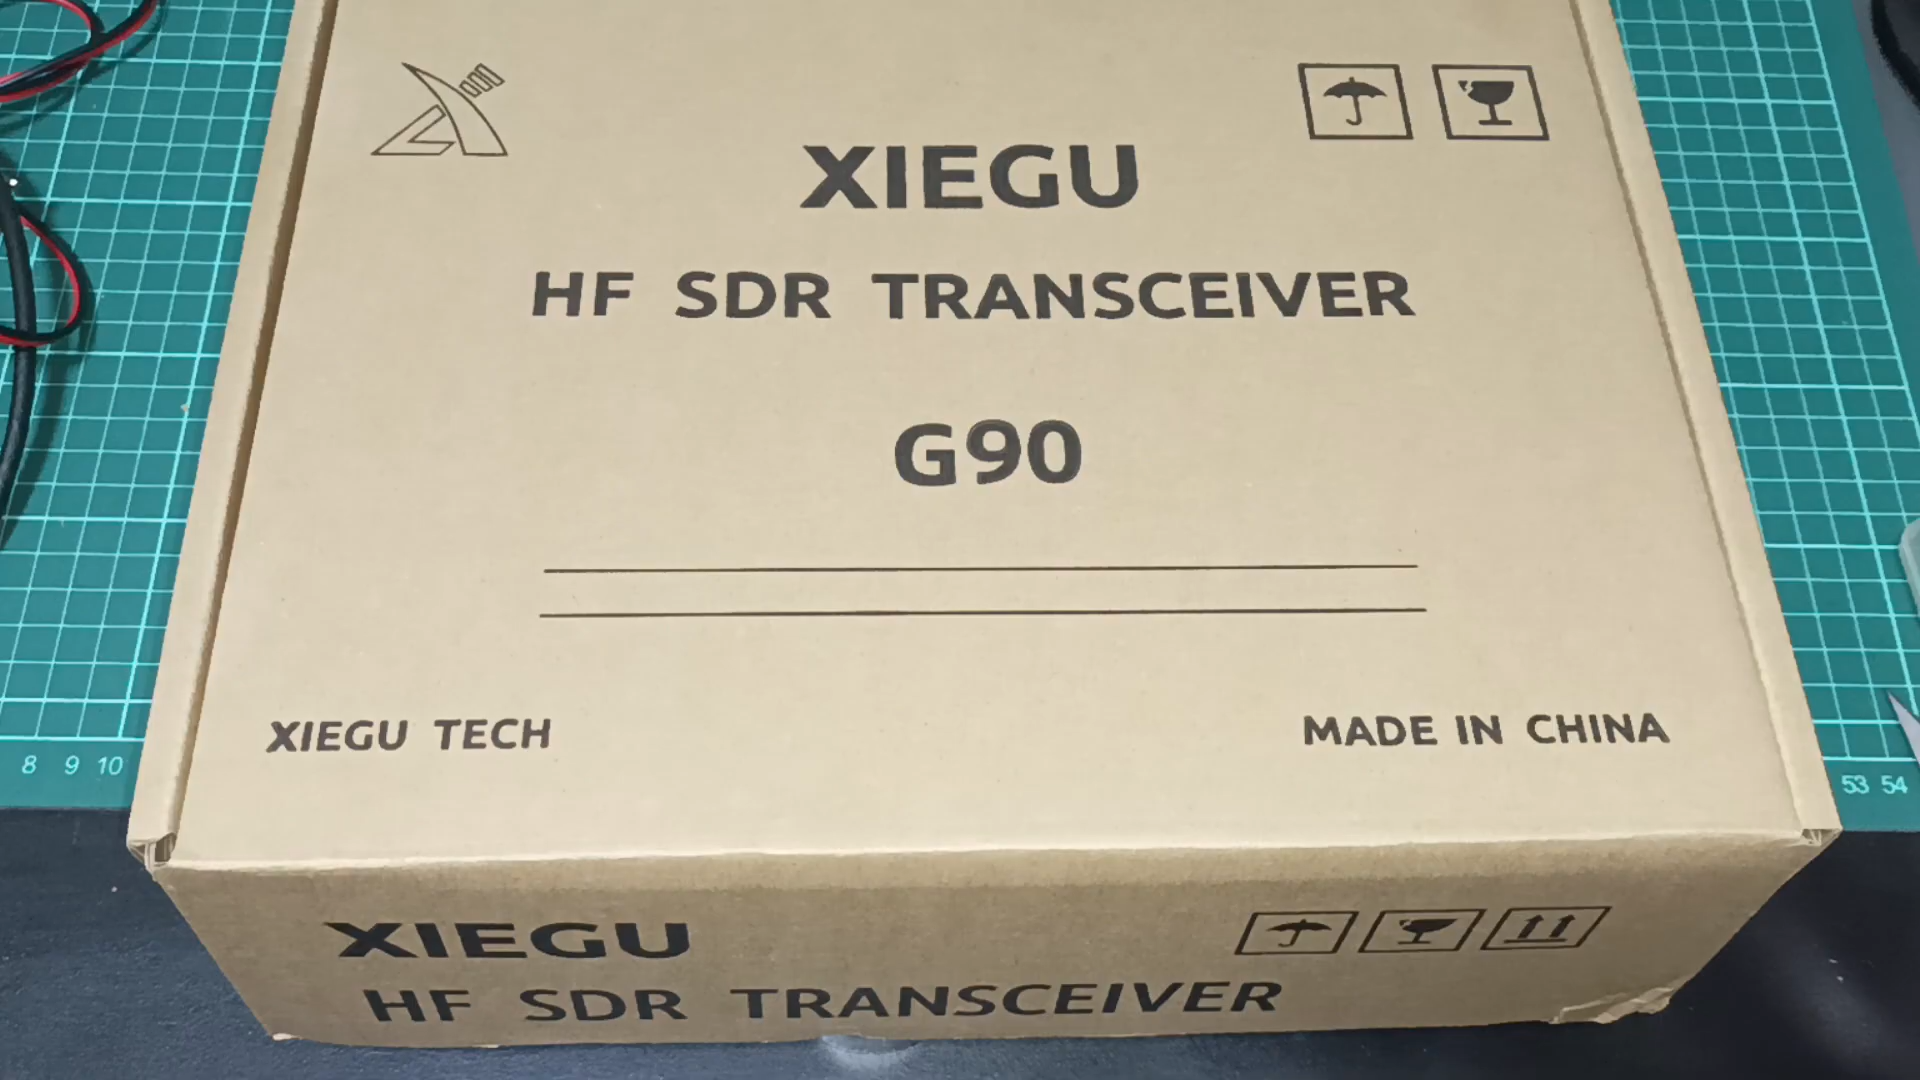 XIEGU
HF SDR TRANSCEIVER
G90
XIEGU TECH MADE IN CHINA
8 9 10
53 54
XIEGU
HF SDR TRANSCEIVER